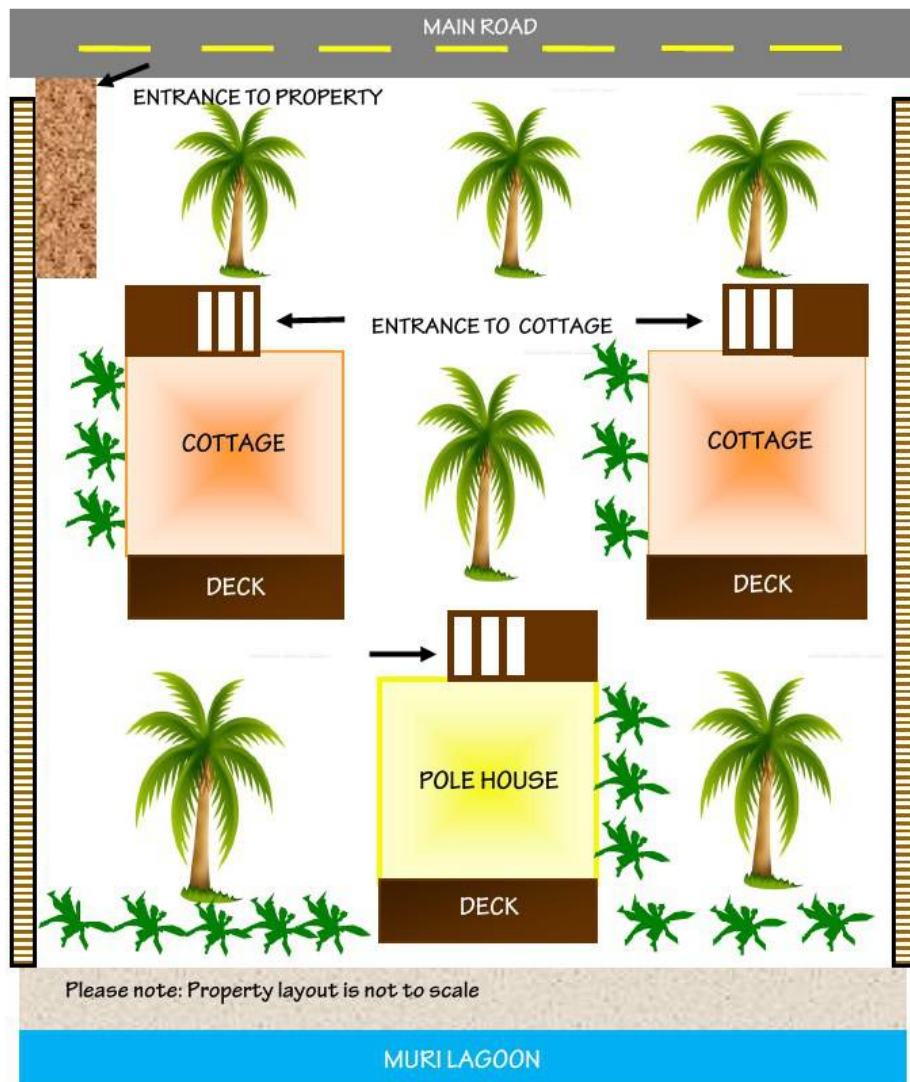 MAIN ROAD
ENTRANCE TO PROPERTY
ENTRANCE TO COTTAGE
COTTAGE
COTTAGE
DECK
DECK
POLE HOUSE
DECK
Please note: Property layout is not to scale
MURI LAGOON